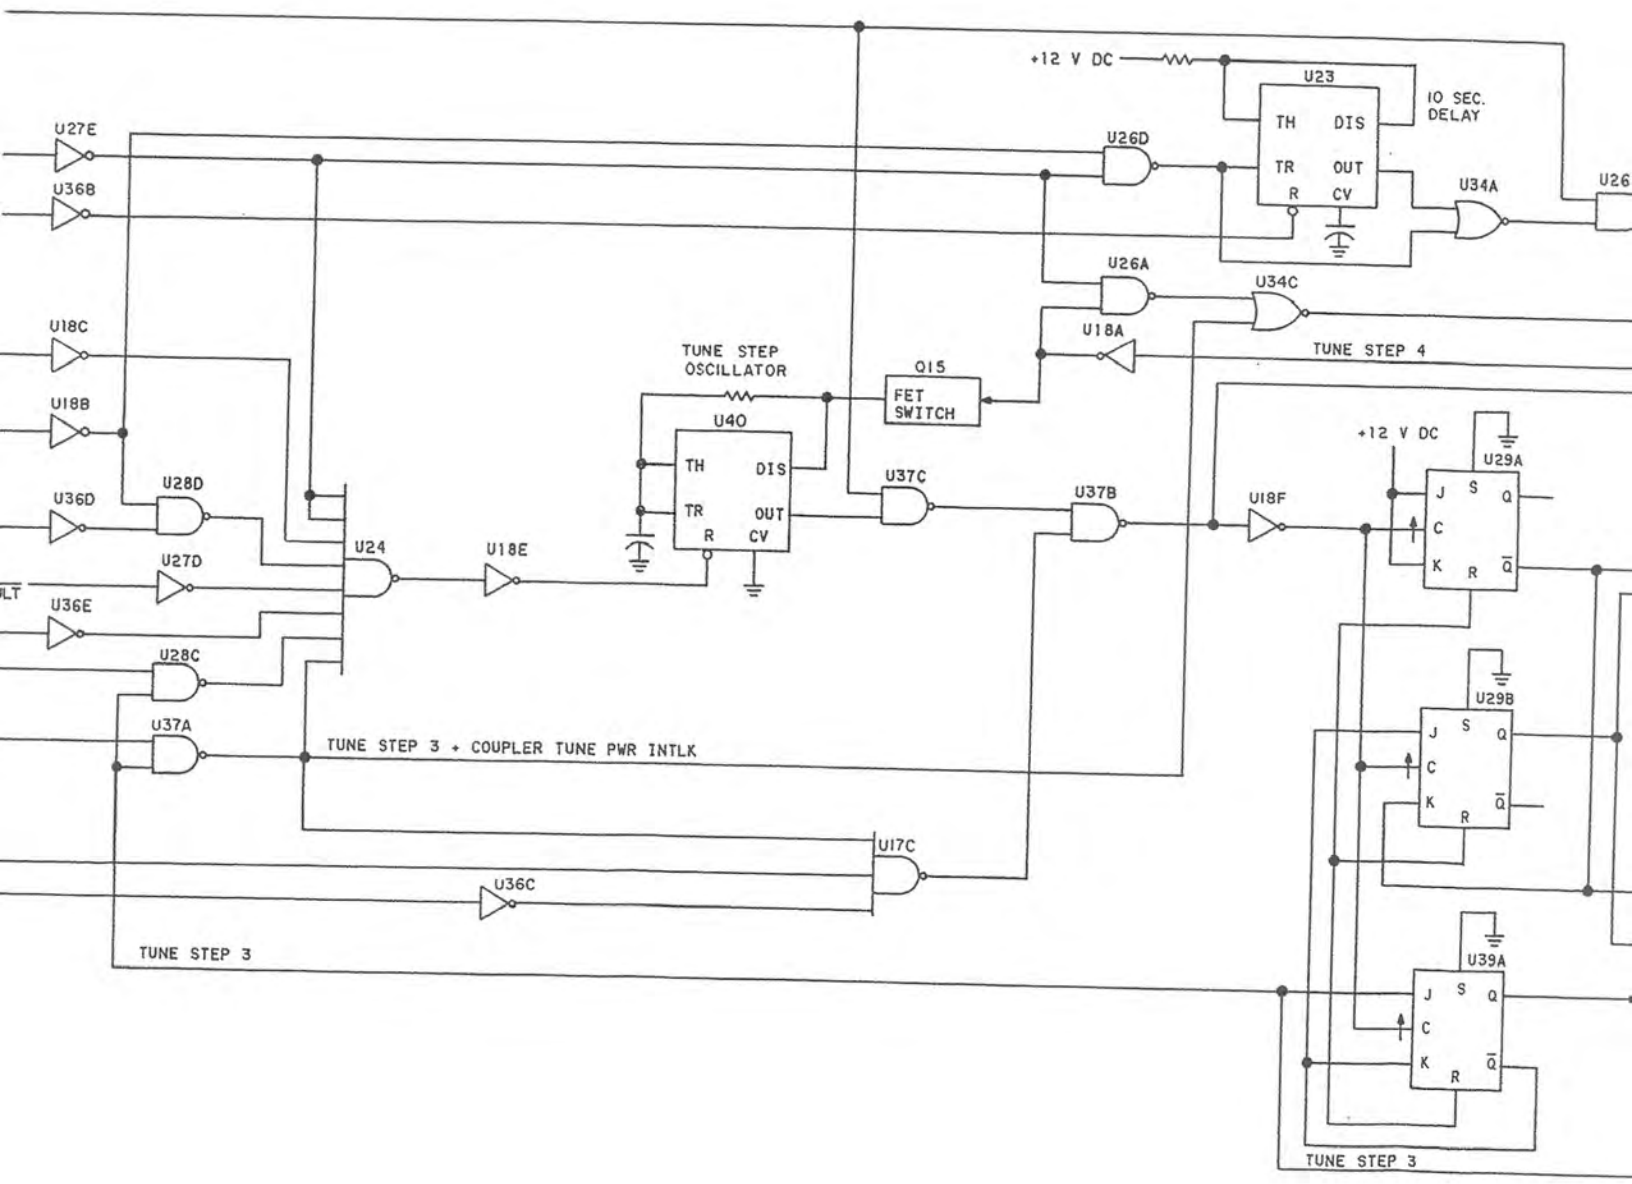 +12 V DC
U23
10 SEC.
DELAY
TH
DIS
TR
OUT
R
CV
U27E
U26D
U36B
U34A
U26
U26A
U34C
U18C
U18A
TUNE STEP 4
TUNE STEP
OSCILLATOR
Q15
FET
SWITCH
U18B
U40
TH
DIS
TR
OUT
R
CV
+12 V DC
U29A
J
S
Q
C
K
R
Q̅
U36D
U28D
U37C
U37B
U18F
U24
U18E
U27D
U̅L̅T̅
U36E
U28C
U29B
J
S
Q
C
K
R
Q̅
U37A
TUNE STEP 3 + COUPLER TUNE PWR INTLK
U17C
U36C
TUNE STEP 3
U39A
J
S
Q
C
K
R
Q̅
TUNE STEP 3